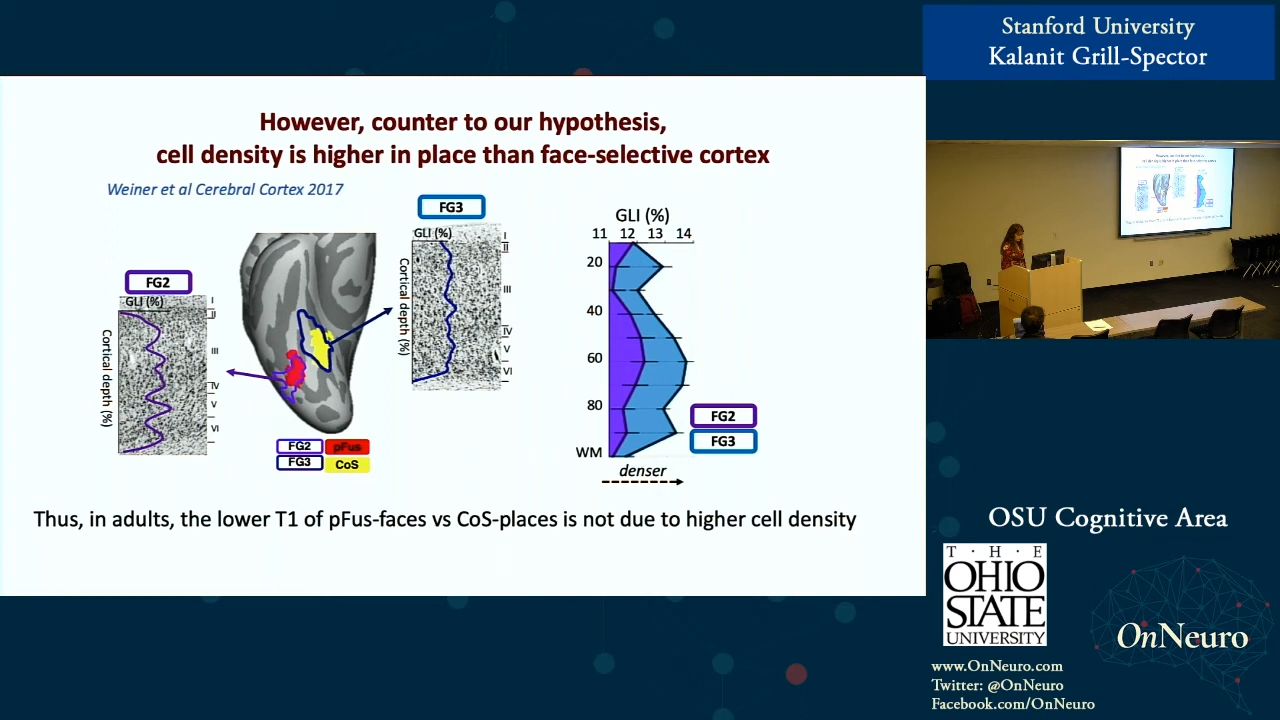 Stanford University
Kalanit Grill-Spector
However, counter to our hypothesis,
cell density is higher in place than face-selective cortex
Weiner et al Cerebral Cortex 2017
FG3
GLI (%)
I
II
III
IV
V
VI
Cortical depth (%)
FG2
GLI (%)
I
II
III
IV
V
VI
Cortical depth (%)
FG2 pFus
FG3 CoS
GLI (%)
11 12 13 14
20
40
60
80
WM
FG2
FG3
denser
Thus, in adults, the lower T1 of pFus-faces vs CoS-places is not due to higher cell density
OSU Cognitive Area
T · H · E
OHIO
STATE
UNIVERSITY
OnNeuro
www.OnNeuro.com
Twitter: @OnNeuro
Facebook.com/OnNeuro